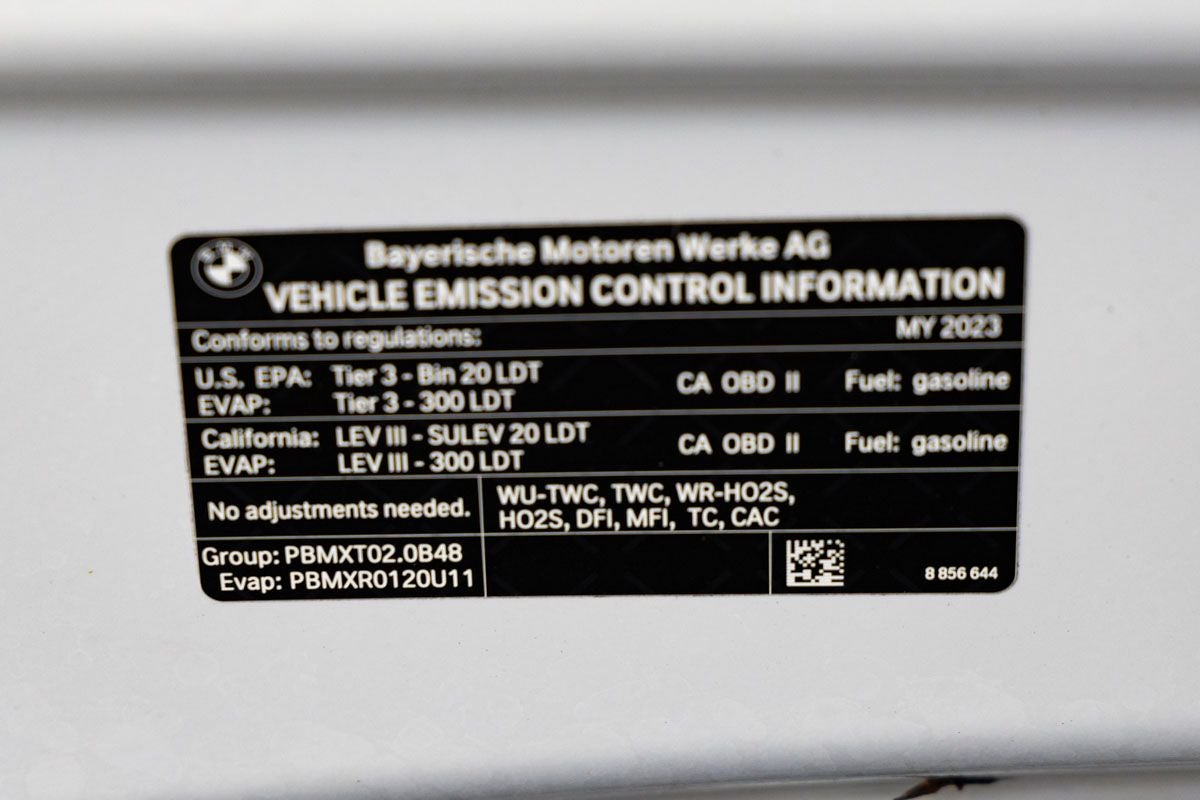 Bayerische Motoren Werke AG
VEHICLE EMISSION CONTROL INFORMATION
Conforms to regulations: MY 2023
U.S. EPA: Tier 3 - Bin 20 LDT CA OBD II Fuel: gasoline
EVAP: Tier 3 - 300 LDT
California: LEV III - SULEV 20 LDT CA OBD II Fuel: gasoline
EVAP: LEV III - 300 LDT
No adjustments needed.
WU-TWC, TWC, WR-HO2S,
HO2S, DFI, MFI, TC, CAC
Group: PBMXT02.0B48
Evap: PBMXR0120U11
8 856 644